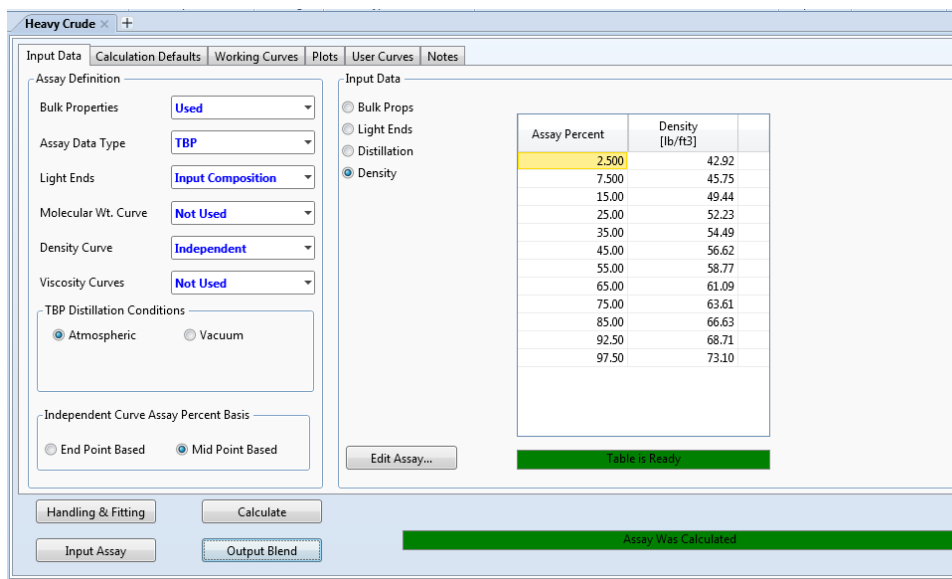 Heavy Crude × +
Input Data Calculation Defaults Working Curves Plots User Curves Notes
Assay Definition
Bulk Properties Used
Assay Data Type TBP
Light Ends Input Composition
Molecular Wt. Curve Not Used
Density Curve Independent
Viscosity Curves Not Used
TBP Distillation Conditions
Atmospheric Vacuum
Independent Curve Assay Percent Basis
End Point Based Mid Point Based
Input Data
Bulk Props
Light Ends
Distillation
Density
Edit Assay...
Assay Percent Density
[lb/ft3]
2.500 42.92
7.500 45.75
15.00 49.44
25.00 52.23
35.00 54.49
45.00 56.62
55.00 58.77
65.00 61.09
75.00 63.61
85.00 66.63
92.50 68.71
97.50 73.10
Table is Ready
Handling & Fitting Calculate
Input Assay Output Blend
Assay Was Calculated